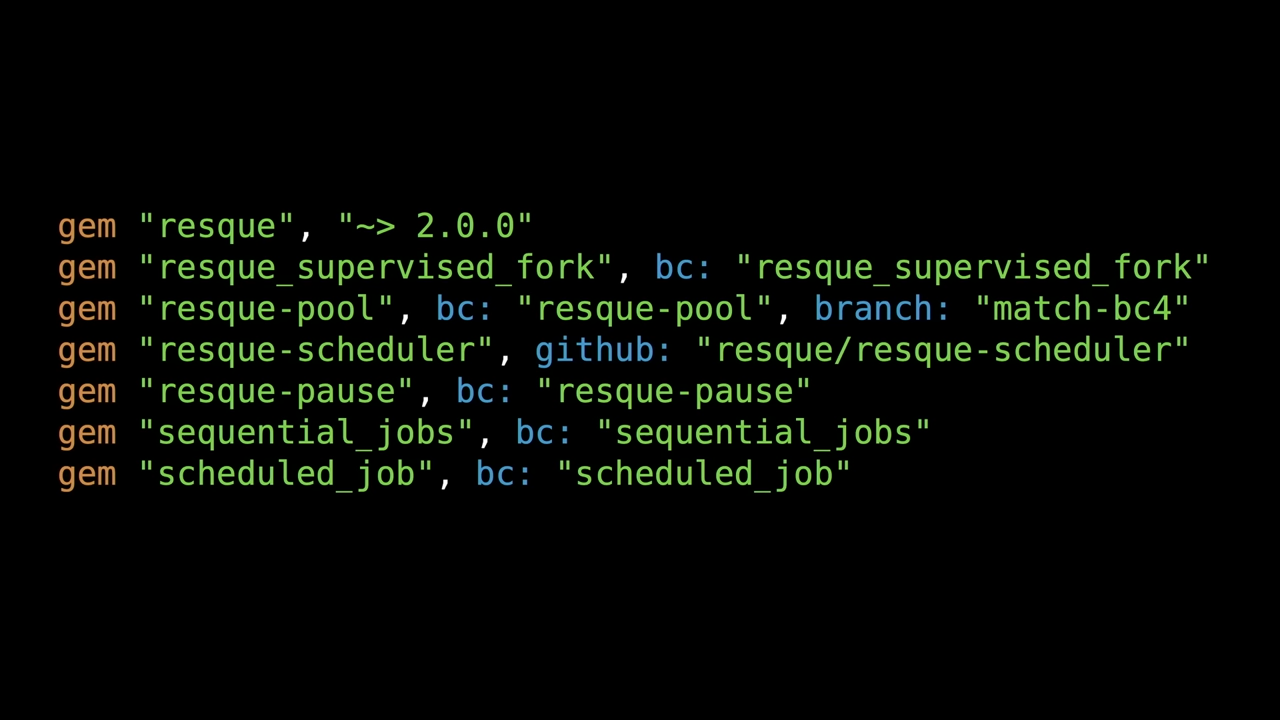 gem "resque", "~> 2.0.0"
gem "resque_supervised_fork", bc: "resque_supervised_fork"
gem "resque-pool", bc: "resque-pool", branch: "match-bc4"
gem "resque-scheduler", github: "resque/resque-scheduler"
gem "resque-pause", bc: "resque-pause"
gem "sequential_jobs", bc: "sequential_jobs"
gem "scheduled_job", bc: "scheduled_job"